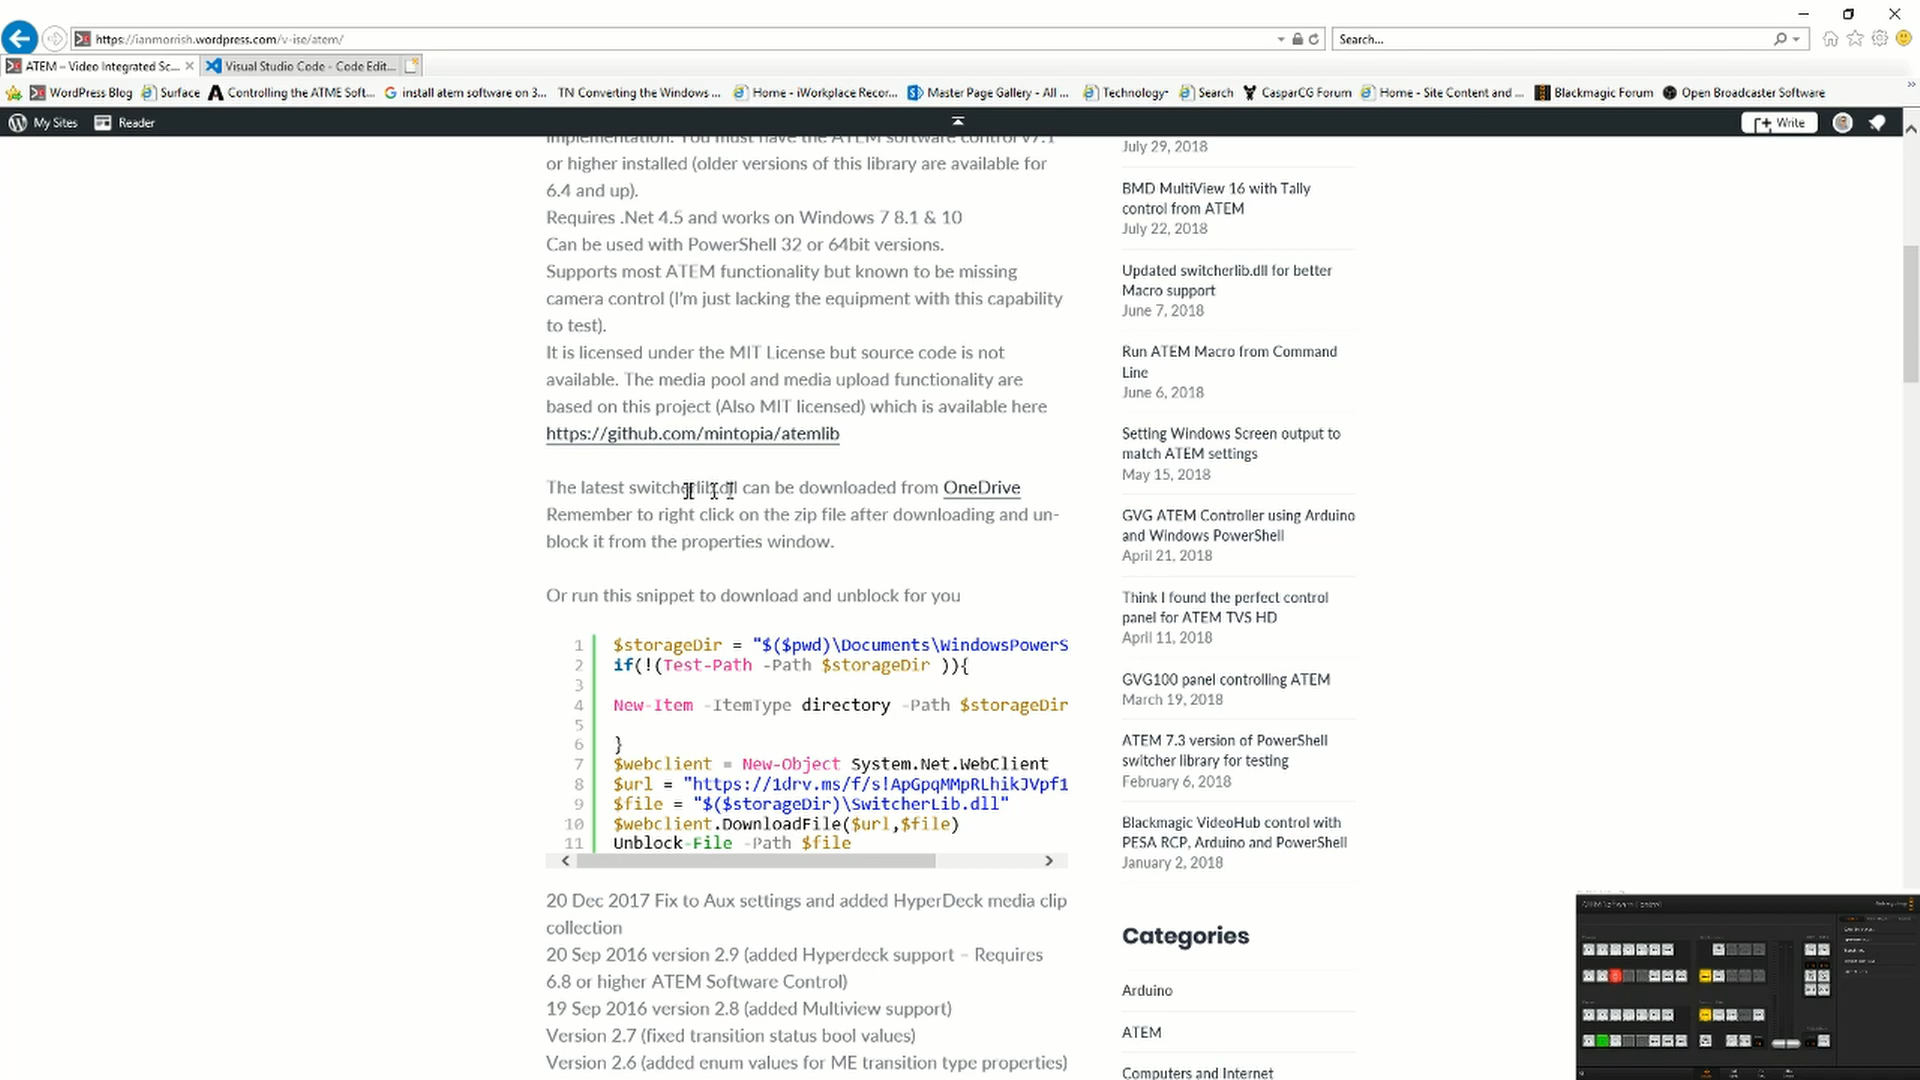 https://ianmorrish.wordpress.com/v-ise/atem/
Search...
ATEM – Video Integrated Sc...
Visual Studio Code - Code Edit...
WordPress Blog
Surface
Controlling the ATME Soft...
install atem software on 3...
TN Converting the Windows ...
Home - iWorkplace Recor...
Master Page Gallery - All ...
Technology-
Search
CasparCG Forum
Home - Site Content and ...
Blackmagic Forum
Open Broadcaster Software
My Sites
Reader
Write
implementation. You must have the ATEM software control v7.1
or higher installed (older versions of this library are available for
6.4 and up).
Requires .Net 4.5 and works on Windows 7 8.1 & 10
Can be used with PowerShell 32 or 64bit versions.
Supports most ATEM functionality but known to be missing
camera control (I'm just lacking the equipment with this capability
to test).
It is licensed under the MIT License but source code is not
available. The media pool and media upload functionality are
based on this project (Also MIT licensed) which is available here
https://github.com/mintopia/atemlib
The latest switcherlib.dll can be downloaded from OneDrive
Remember to right click on the zip file after downloading and un-
block it from the properties window.
Or run this snippet to download and unblock for you
1 $storageDir = "$($pwd)\Documents\WindowsPowerS
2 if(!(Test-Path -Path $storageDir )){
3
4 New-Item -ItemType directory -Path $storageDir
5
6 }
7 $webclient = New-Object System.Net.WebClient
8 $url = "https://1drv.ms/f/s!ApGpqMMpRLhikJVpf1
9 $file = "$($storageDir)\SwitcherLib.dll"
10 $webclient.DownloadFile($url,$file)
11 Unblock-File -Path $file
20 Dec 2017 Fix to Aux settings and added HyperDeck media clip
collection
20 Sep 2016 version 2.9 (added Hyperdeck support – Requires
6.8 or higher ATEM Software Control)
19 Sep 2016 version 2.8 (added Multiview support)
Version 2.7 (fixed transition status bool values)
Version 2.6 (added enum values for ME transition type properties)
July 29, 2018
BMD MultiView 16 with Tally
control from ATEM
July 22, 2018
Updated switcherlib.dll for better
Macro support
June 7, 2018
Run ATEM Macro from Command
Line
June 6, 2018
Setting Windows Screen output to
match ATEM settings
May 15, 2018
GVG ATEM Controller using Arduino
and Windows PowerShell
April 21, 2018
Think I found the perfect control
panel for ATEM TVS HD
April 11, 2018
GVG100 panel controlling ATEM
March 19, 2018
ATEM 7.3 version of PowerShell
switcher library for testing
February 6, 2018
Blackmagic VideoHub control with
PESA RCP, Arduino and PowerShell
January 2, 2018
Categories
Arduino
ATEM
Computers and Internet
ATEM Software Control